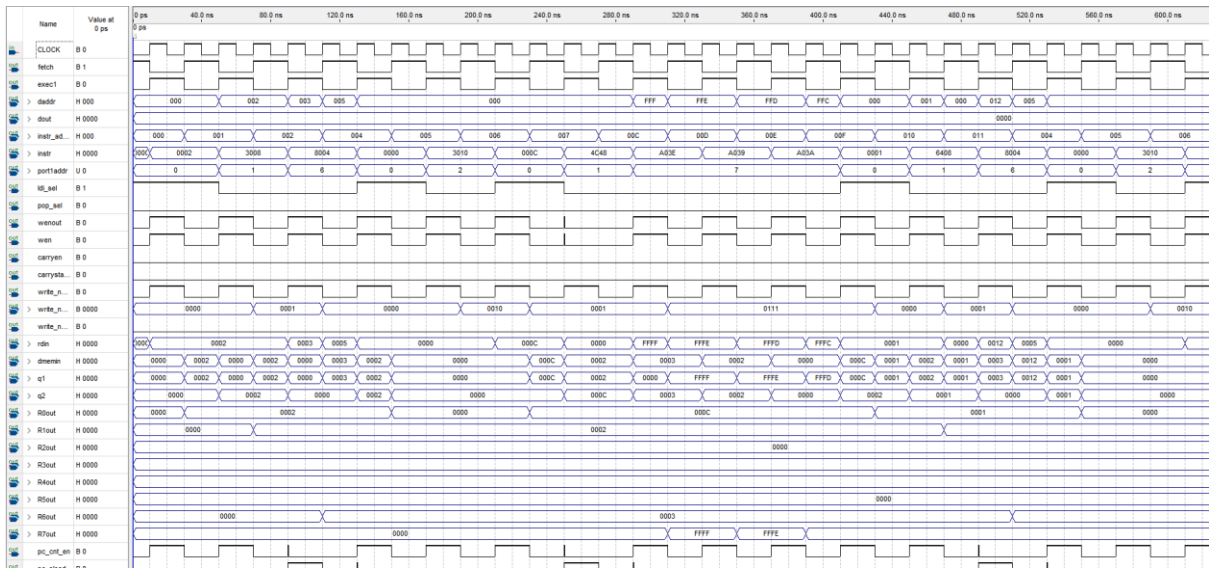 Name Value at 0 ps 0 ps 40.0 ns 80.0 ns 120.0 ns 160.0 ns 200.0 ns 240.0 ns 280.0 ns 320.0 ns 360.0 ns 400.0 ns 440.0 ns 480.0 ns 520.0 ns 560.0 ns 600.0 ns
0 ps
CLOCK B 0
fetch B 1
exec1 B 0
daddr H 000 000 002 003 005 000 FFF FFE FFD FFC 000 001 000 012 005
dout H 0000 0000
instr_ad... H 000 000 001 002 004 005 006 007 00C 00D 00E 00F 010 011 004 005 006
instr H 0000 0002 3008 8004 0000 3010 000C 4C48 A03E A039 A03A 0001 6408 8004 0000 3010
port1addr U 0 0 1 6 0 2 0 1 7 0 1 6 0 2
ldi_sel B 1
pop_sel B 0
wenout B 0
wen B 0
carryen B 0
carrysta... B 0
write_n... B 0
write_n... B 0000 0000 0001 0000 0010 0001 0111 0000 0001 0000 0010
write_n... B 0
rdin H 0000 0002 0003 0005 0000 000C 0000 FFFF FFFE FFFD FFFC 0001 0000 0012 0005 0000
dmemin H 0000 0000 0002 0000 0002 0000 0003 0002 0000 000C 0002 0003 0002 0000 000C 0001 0002 0001 0003 0012 0001 0000
q1 H 0000 0000 0002 0000 0002 0000 0003 0002 0000 000C 0002 0000 FFFF FFFE FFFD 000C 0001 0002 0001 0003 0012 0001 0000
q2 H 0000 0000 0002 0000 0002 0000 000C 0003 0002 0000 0002 0001 0000 0001 0000
R0out H 0000 0000 0002 0000 000C 0001 0000
R1out H 0000 0000 0002
R2out H 0000 0000
R3out H 0000
R4out H 0000
R5out H 0000 0000
R6out H 0000 0000 0003
R7out H 0000 0000 FFFF FFFE
pc_cnt_en B 0